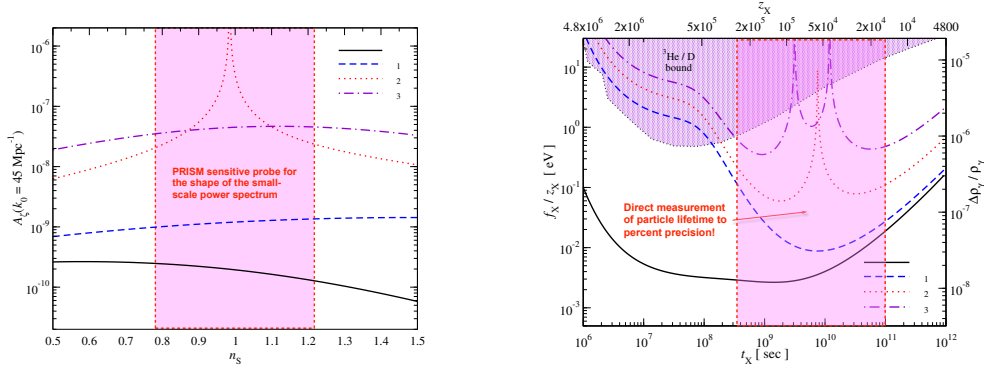 10⁻⁶
10⁻⁷
10⁻⁸
10⁻⁹
10⁻¹⁰
A_ζ(k₀ = 45 Mpc⁻¹)
1
2
3
PRISM sensitive probe for
the shape of the small-
scale power spectrum
0.5 0.6 0.7 0.8 0.9 1 1.1 1.2 1.3 1.4 1.5
n_S
z_X
4.8x10⁶ 2x10⁶ 5x10⁵ 2x10⁵ 10⁵ 5x10⁴ 2x10⁴ 10⁴ 4800
³He / D
bound
10¹
10⁰
10⁻¹
10⁻²
10⁻³
f_X / z_X [ eV ]
10⁻⁵
10⁻⁶
10⁻⁷
10⁻⁸
Δρ_γ / ρ_γ
Direct measurement
of particle lifetime to
percent precision!
1
2
3
10⁶ 10⁷ 10⁸ 10⁹ 10¹⁰ 10¹¹ 10¹²
t_X [ sec ]